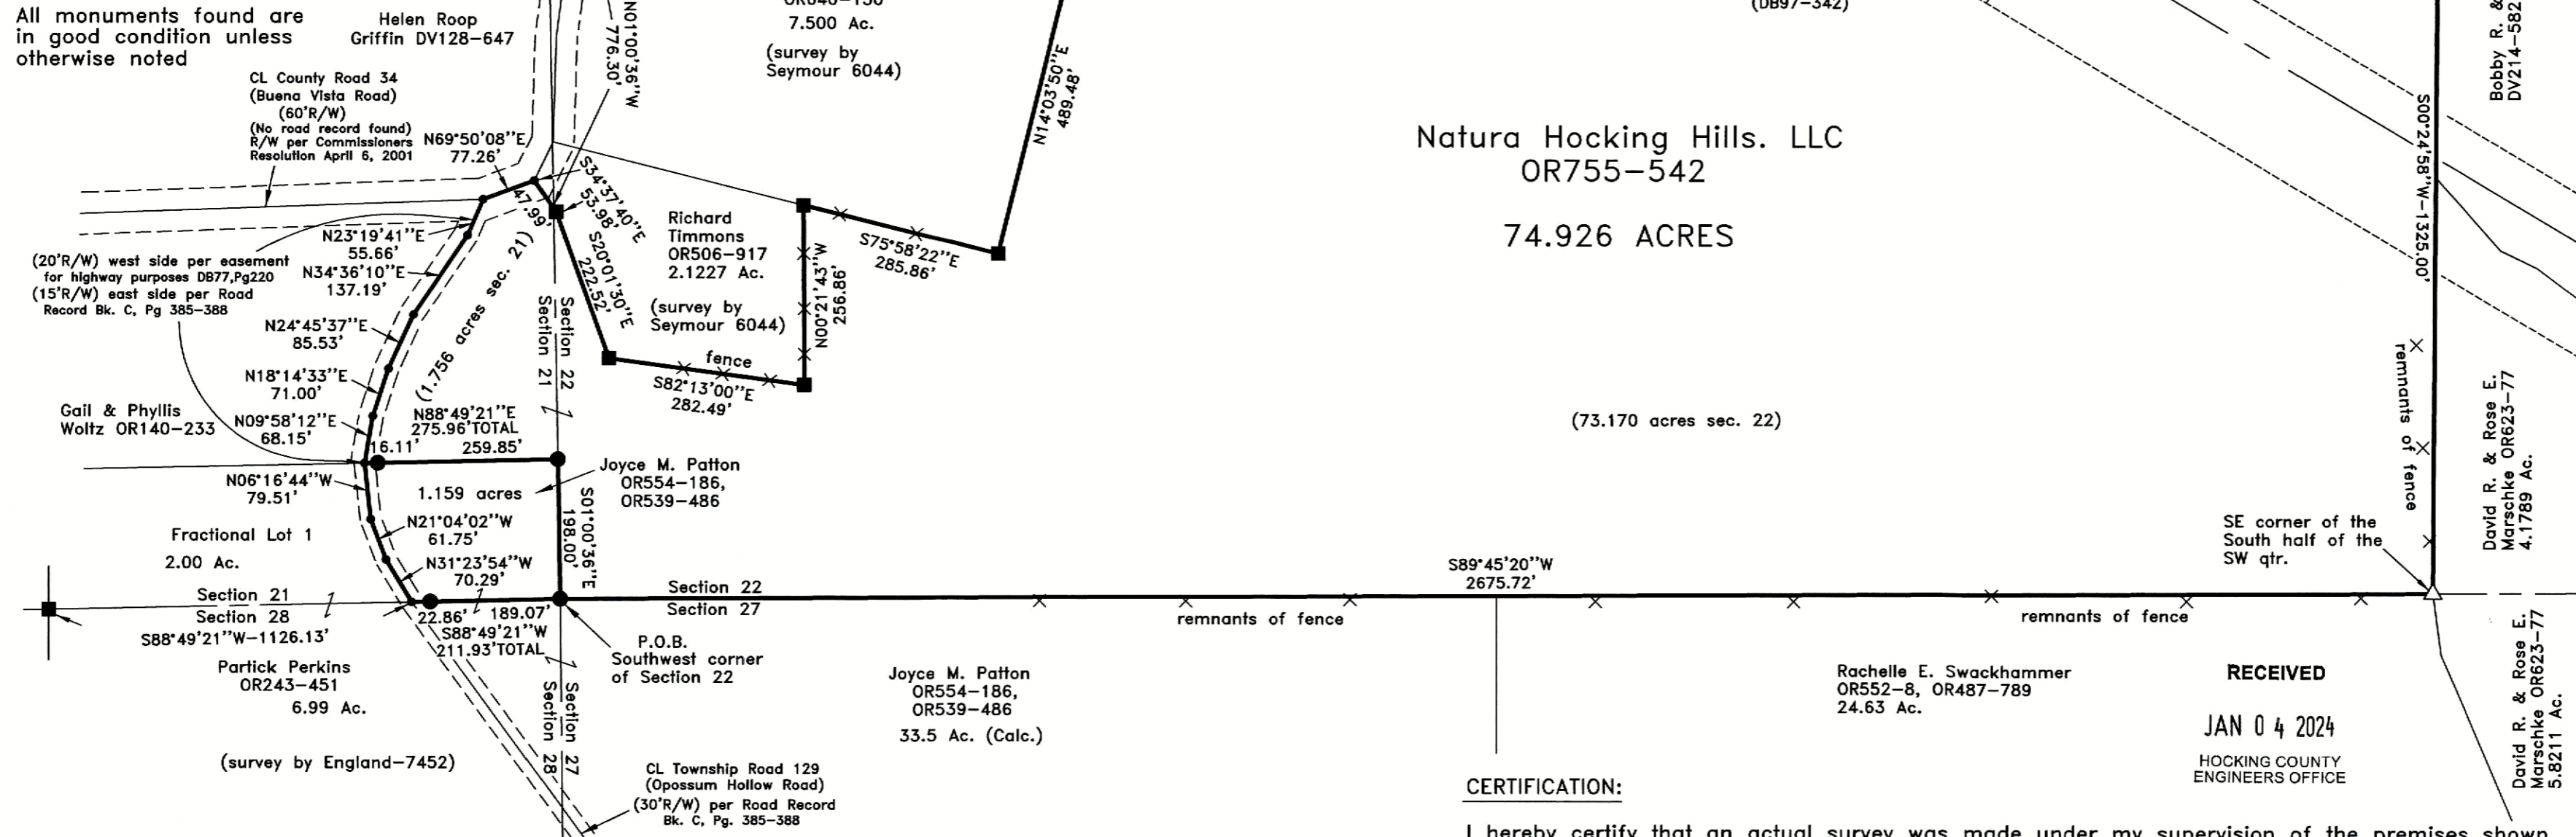 All monuments found are
in good condition unless
otherwise noted
Helen Roop
Griffin DV128-647
CL County Road 34
(Buena Vista Road)
(60'R/W)
(No road record found)
R/W per Commissioners
Resolution April 6, 2001
N69°50'08''E
77.26'
N01°00'36''W
776.30'
7.500 Ac.
(survey by
Seymour 6044)
N14°03'50''E
489.48'
(DB97-342)
Natura Hocking Hills. LLC
OR755-542
74.926 ACRES
(73.170 acres sec. 22)
S00°24'58''W-1325.00'
Bobby R. &
DV214-582
S34°37'40''E
53.98'
47.99'
Richard
Timmons
OR506-917
2.1227 Ac.
(survey by
Seymour 6044)
S20°01'30''E
222.52'
N00°21'43''W
256.86'
S75°58'22''E
285.86'
fence
S82°13'00''E
282.49'
N23°19'41''E
55.66'
(20'R/W) west side per easement
for highway purposes DB77,Pg220
(15'R/W) east side per Road
Record Bk. C, Pg 385-388
N34°36'10''E
137.19'
N24°45'37''E
85.53'
N18°14'33''E
71.00'
(1.756 acres sec. 21)
Section 22
Section 21
Gail & Phyllis
Woltz OR140-233
N09°58'12''E
68.15'
N88°49'21''E
275.96'TOTAL
16.11'
259.85'
Joyce M. Patton
OR554-186,
OR539-486
N06°16'44''W
79.51'
1.159 acres
S01°00'36''E
198.00'
Fractional Lot 1
2.00 Ac.
N21°04'02''W
61.75'
N31°23'54''W
70.29'
Section 21
Section 28
S88°49'21''W-1126.13'
22.86'
189.07'
S88°49'21''W
211.93'TOTAL
Section 22
Section 27
P.O.B.
Southwest corner
of Section 22
S89°45'20''W
2675.72'
remnants of fence
remnants of fence
remnants of fence
SE corner of the
South half of the
SW qtr.
David R. & Rose E.
Marschke OR623-77
4.1789 Ac.
Partick Perkins
OR243-451
6.99 Ac.
(survey by England-7452)
Section 27
Section 28
CL Township Road 129
(Opossum Hollow Road)
(30'R/W) per Road Record
Bk. C, Pg. 385-388
Joyce M. Patton
OR554-186,
OR539-486
33.5 Ac. (Calc.)
Rachelle E. Swackhammer
OR552-8, OR487-789
24.63 Ac.
RECEIVED
JAN 04 2024
HOCKING COUNTY
ENGINEERS OFFICE
David R. & Rose E.
Marschke OR623-77
5.8211 Ac.
CERTIFICATION:
I hereby certify that an actual survey was made under my supervision of the premises shown